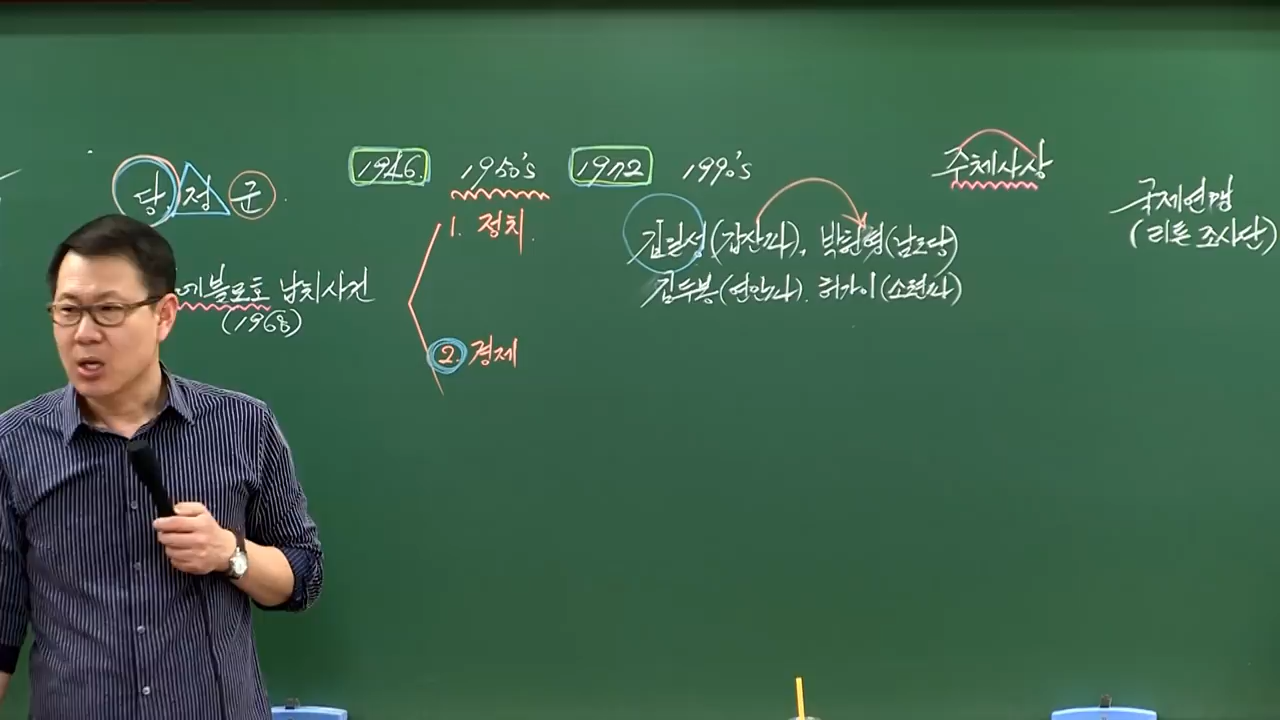 당. 정 군.
푸에블로호 납치사건
(1968)
1946. 1950's 1972 1990's
1. 정치.
2. 경제
김일성(갑산파), 박헌영(남로당)
김두봉(연안파). 허가이(소련파)
주체사상
국제연맹
(리튼 조사단)